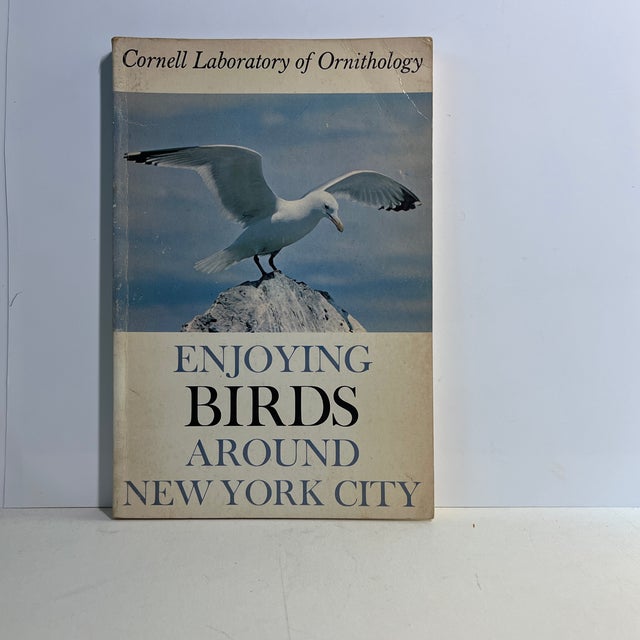 Cornell Laboratory of Ornithology
ENJOYING
BIRDS
AROUND
NEW YORK CITY